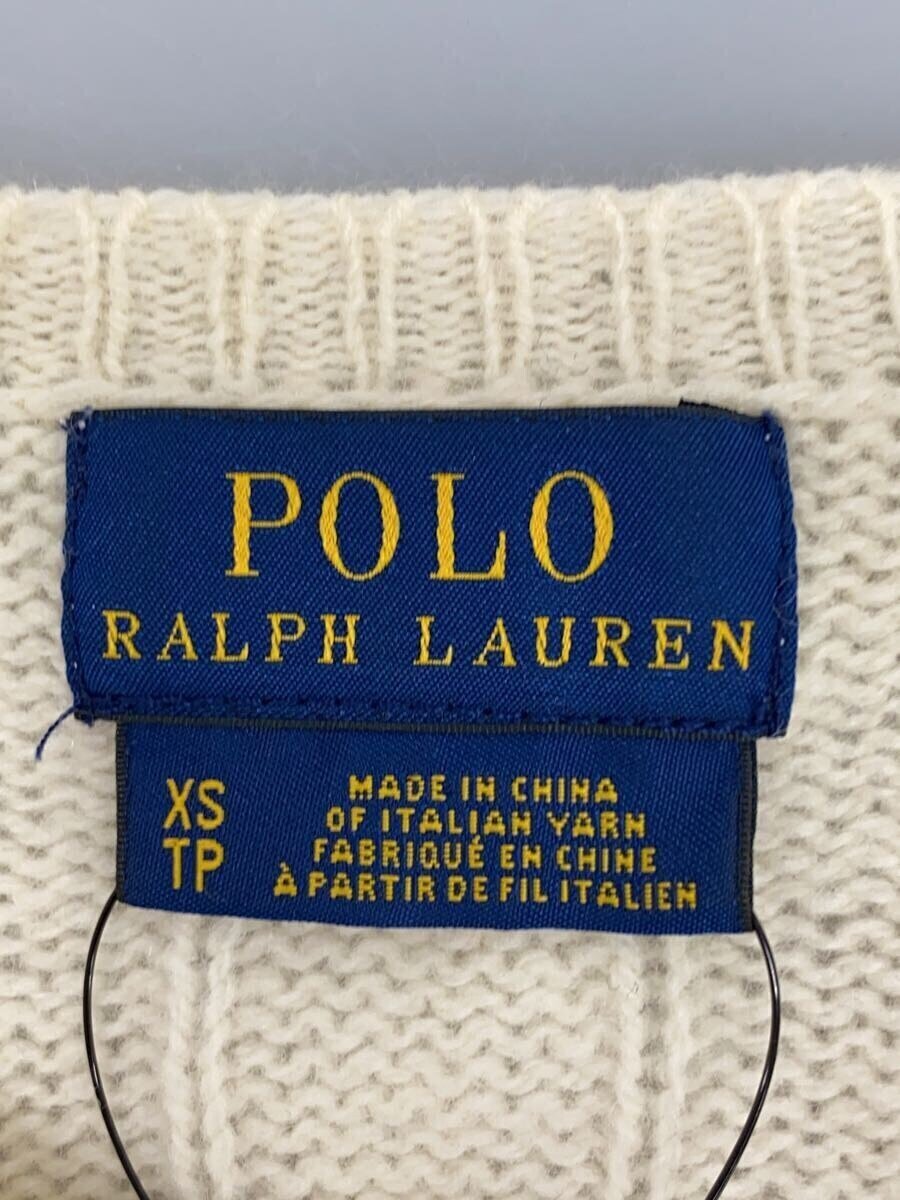 POLO
RALPH LAUREN
XS
TP
MADE IN CHINA
OF ITALIAN YARN
FABRIQUÉ EN CHINE
À PARTIR DE FIL ITALIEN